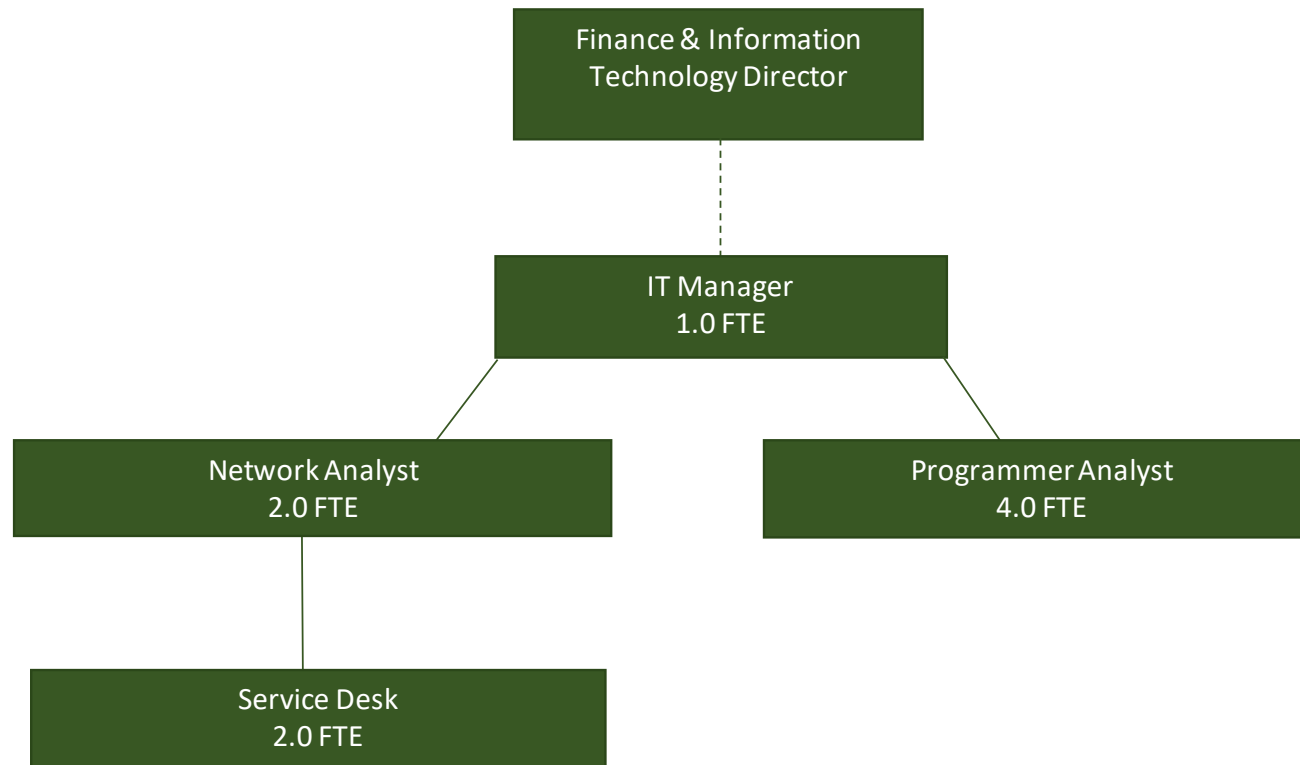 Finance & Information
Technology Director
IT Manager
1.0 FTE
Network Analyst
2.0 FTE
Programmer Analyst
4.0 FTE
Service Desk
2.0 FTE